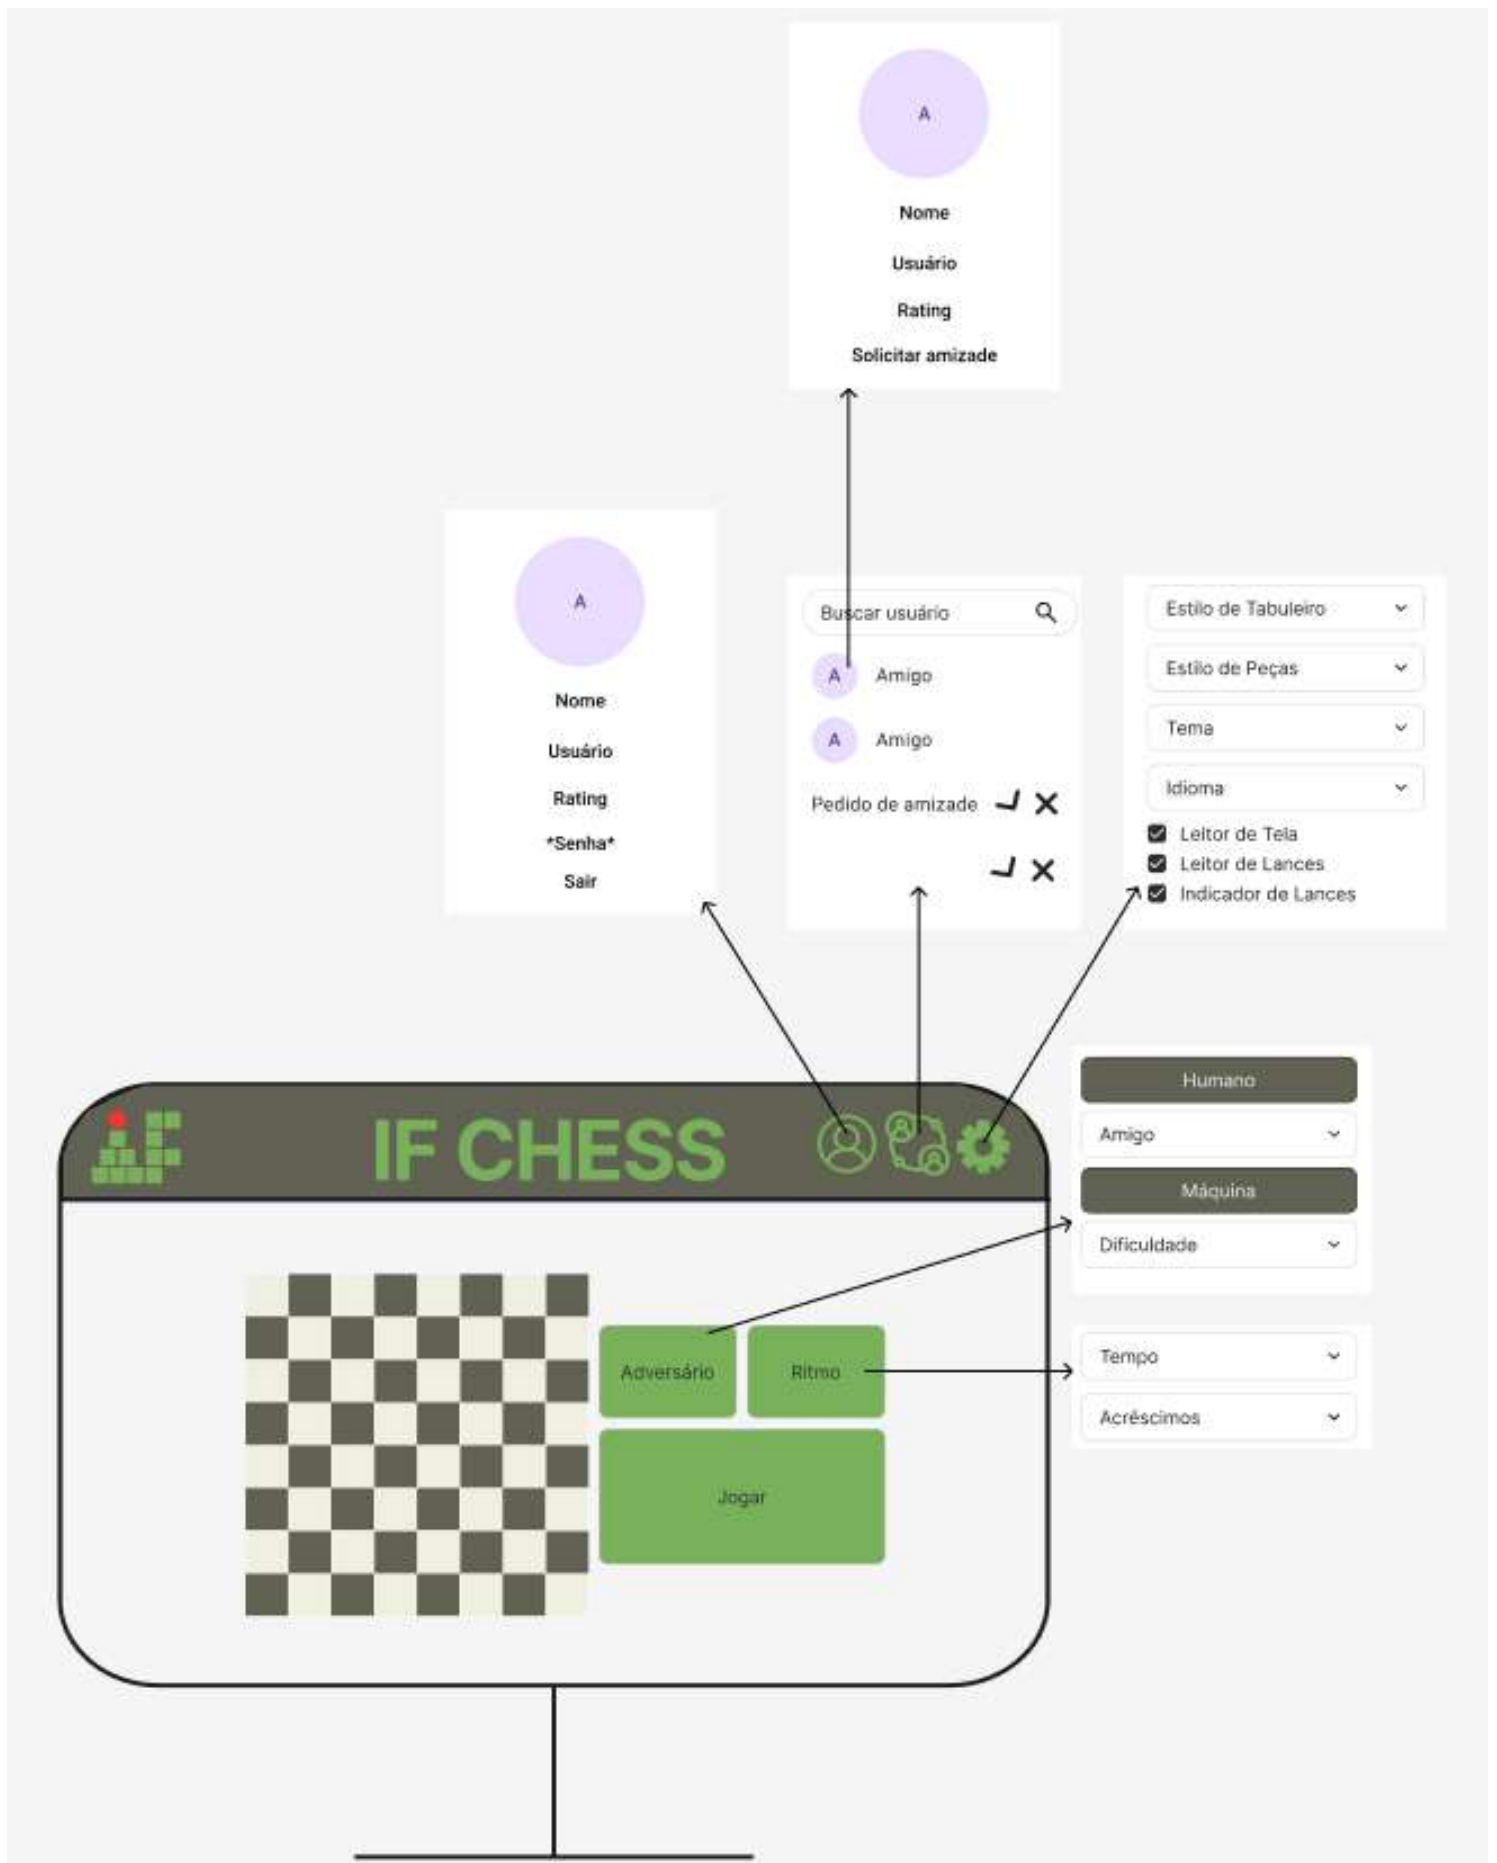 A
Nome
Usuário
Rating
Solicitar amizade
A
Nome
Usuário
Rating
*Senha*
Sair
Buscar usuário
A Amigo
A Amigo
Pedido de amizade
Estilo de Tabuleiro
Estilo de Peças
Tema
Idioma
Leitor de Tela
Leitor de Lances
Indicador de Lances
IF CHESS
Humano
Amigo
Máquina
Dificuldade
Adversário
Ritmo
Jogar
Tempo
Acréscimos